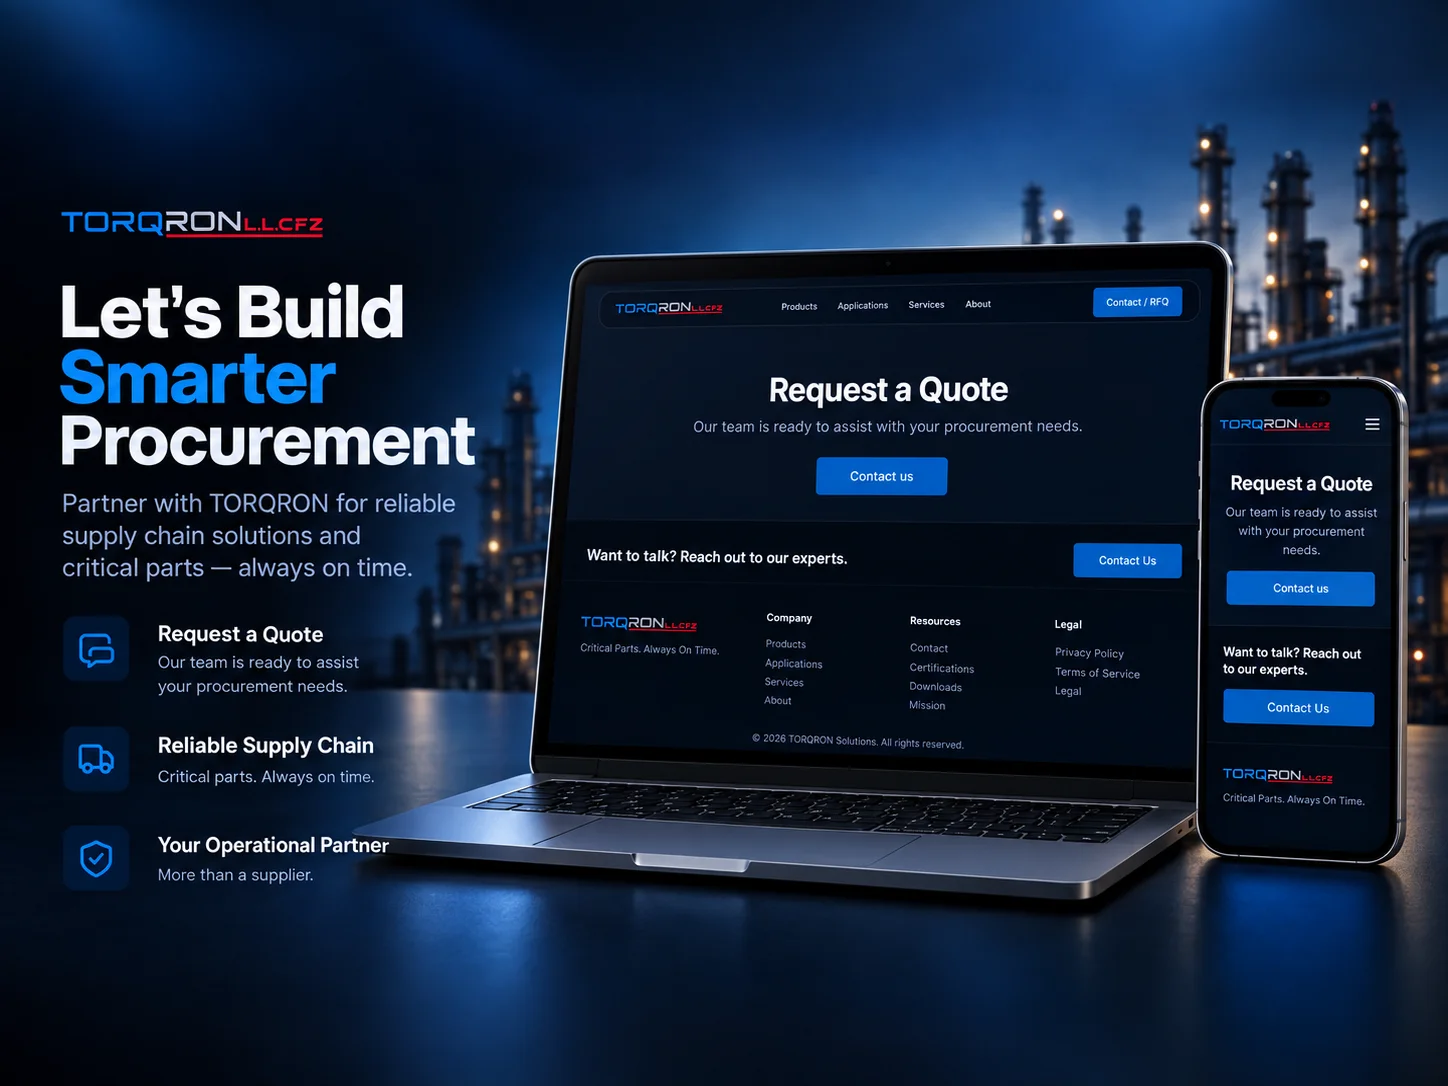 TORQRON L.L.CFZ
Let's Build
Smarter
Procurement
Partner with TORQRON for reliable
supply chain solutions and
critical parts — always on time.
Request a Quote
Our team is ready to assist
your procurement needs.
Reliable Supply Chain
Critical parts. Always on time.
Your Operational Partner
More than a supplier.
TORQRON L.L.CFZ
Products Applications Services About
Contact / RFQ
Request a Quote
Our team is ready to assist with your procurement needs.
Contact us
Want to talk? Reach out to our experts.
Contact Us
TORQRON L.L.CFZ
Critical Parts. Always On Time.
Company
Products
Applications
Services
About
Resources
Contact
Certifications
Downloads
Mission
Legal
Privacy Policy
Terms of Service
Legal
© 2026 TORQRON Solutions. All rights reserved.
TORQRON L.L.CFZ
Request a Quote
Our team is ready to assist
with your procurement
needs.
Contact us
Want to talk? Reach out
to our experts.
Contact Us
TORQRON L.L.CFZ
Critical Parts. Always On Time.